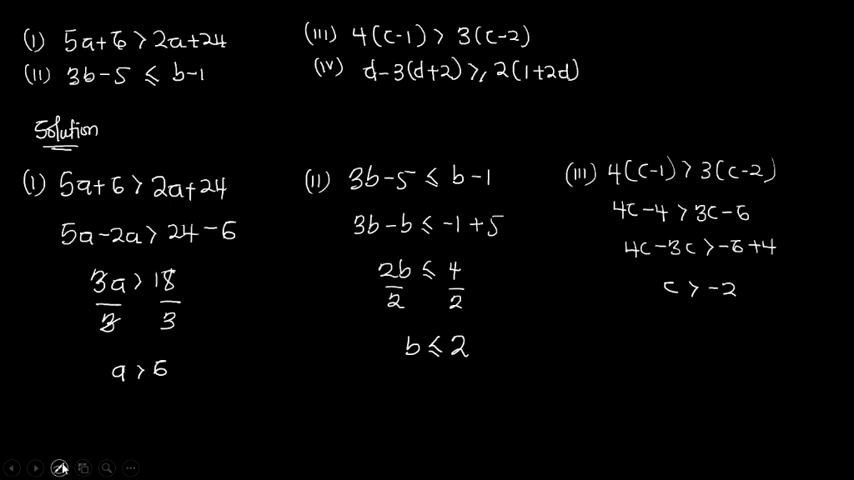 (i) 5a+6 > 2a+24
(ii) 3b-5 ≤ b-1
(iii) 4(c-1) > 3(c-2)
(iv) d-3(d+2) ≥ 2(1+2d)
Solution
(i) 5a+6 > 2a+24
5a-2a > 24-6
3a > 18
3 3
a > 6
(ii) 3b-5 ≤ b-1
3b-b ≤ -1+5
2b ≤ 4
2 2
b ≤ 2
(iii) 4(c-1) > 3(c-2)
4c-4 > 3c-6
4c-3c > -6+4
c > -2